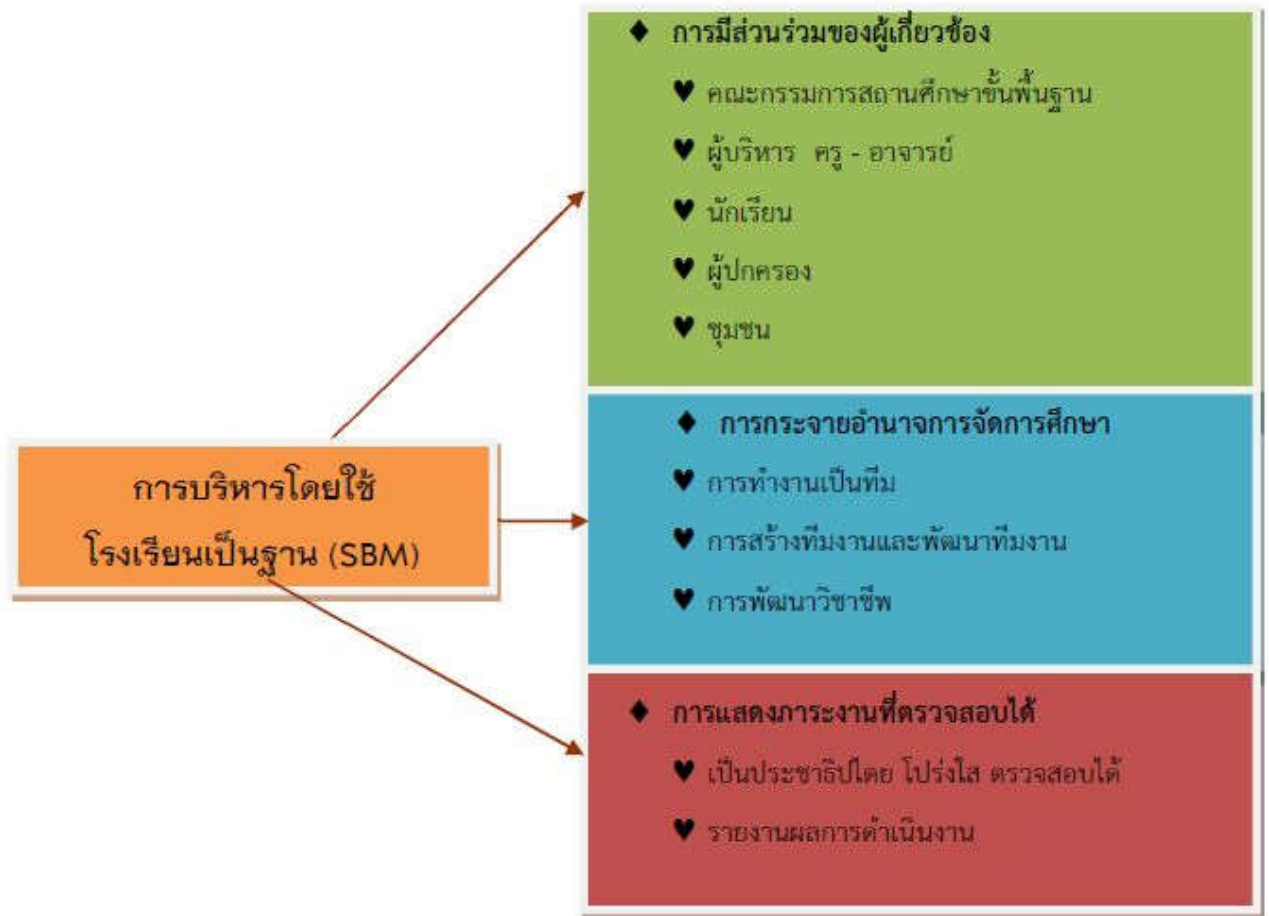 การบริหารโดยใช้
โรงเรียนเป็นฐาน (SBM)
♦ การมีส่วนร่วมของผู้เกี่ยวข้อง
♥ คณะกรรมการสถานศึกษาขั้นพื้นฐาน
♥ ผู้บริหาร ครู - อาจารย์
♥ นักเรียน
♥ ผู้ปกครอง
♥ ชุมชน
♦ การกระจายอำนาจการจัดการศึกษา
♥ การทำงานเป็นทีม
♥ การสร้างทีมงานและพัฒนาทีมงาน
♥ การพัฒนาวิชาชีพ
♦ การแสดงภาระงานที่ตรวจสอบได้
♥ เป็นประชาธิปไตย โปร่งใส ตรวจสอบได้
♥ รายงานผลการดำเนินงาน